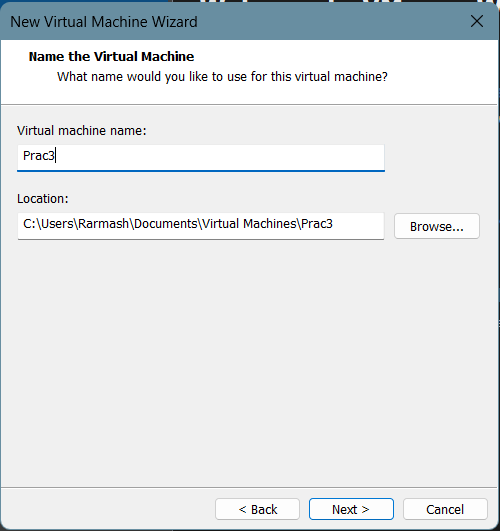 New Virtual Machine Wizard
Name the Virtual Machine
What name would you like to use for this virtual machine?
Virtual machine name:
Prac3
Location:
C:\Users\Rarmash\Documents\Virtual Machines\Prac3
Browse...
< Back
Next >
Cancel